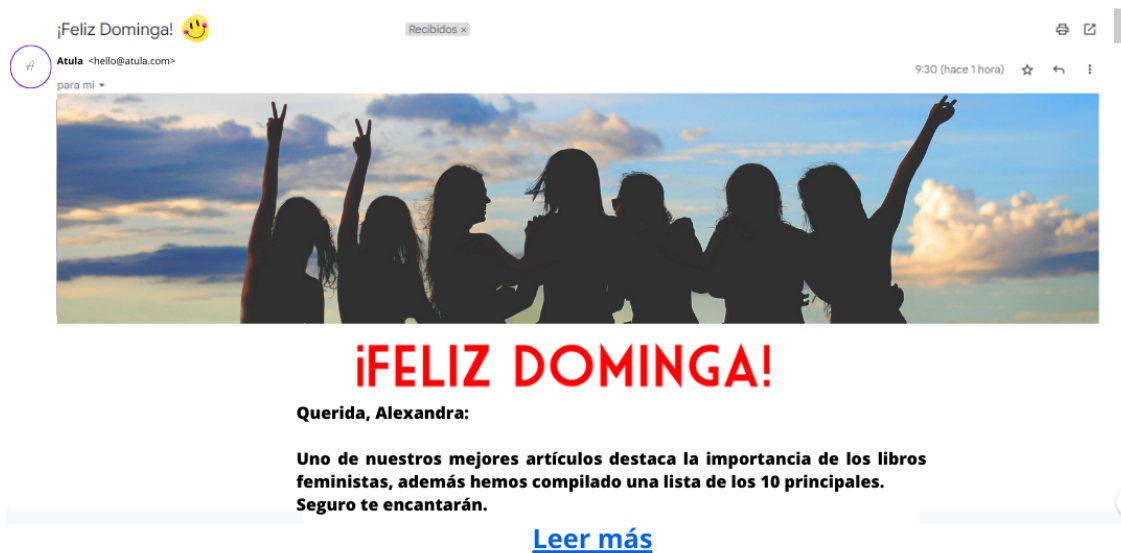 ¡Feliz Dominga!
Recibidos ×
Atula <hello@atula.com>
9:30 (hace 1 hora)
para mi
¡FELIZ DOMINGA!
Querida, Alexandra:
Uno de nuestros mejores artículos destaca la importancia de los libros
feministas, además hemos compilado una lista de los 10 principales.
Seguro te encantarán.
Leer más